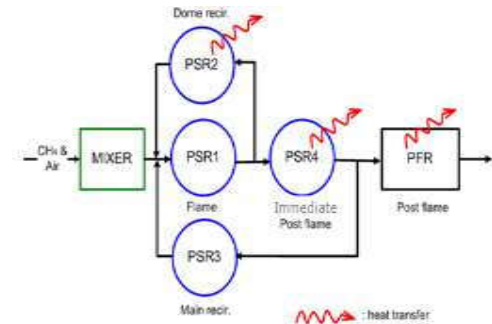 Dome recir.
PSR2
CH₄ &
Air
MIXER
PSR1
PSR4
PFR
Flame
Immediate
Post flame
Post flame
PSR3
Main recir.
: heat transfer